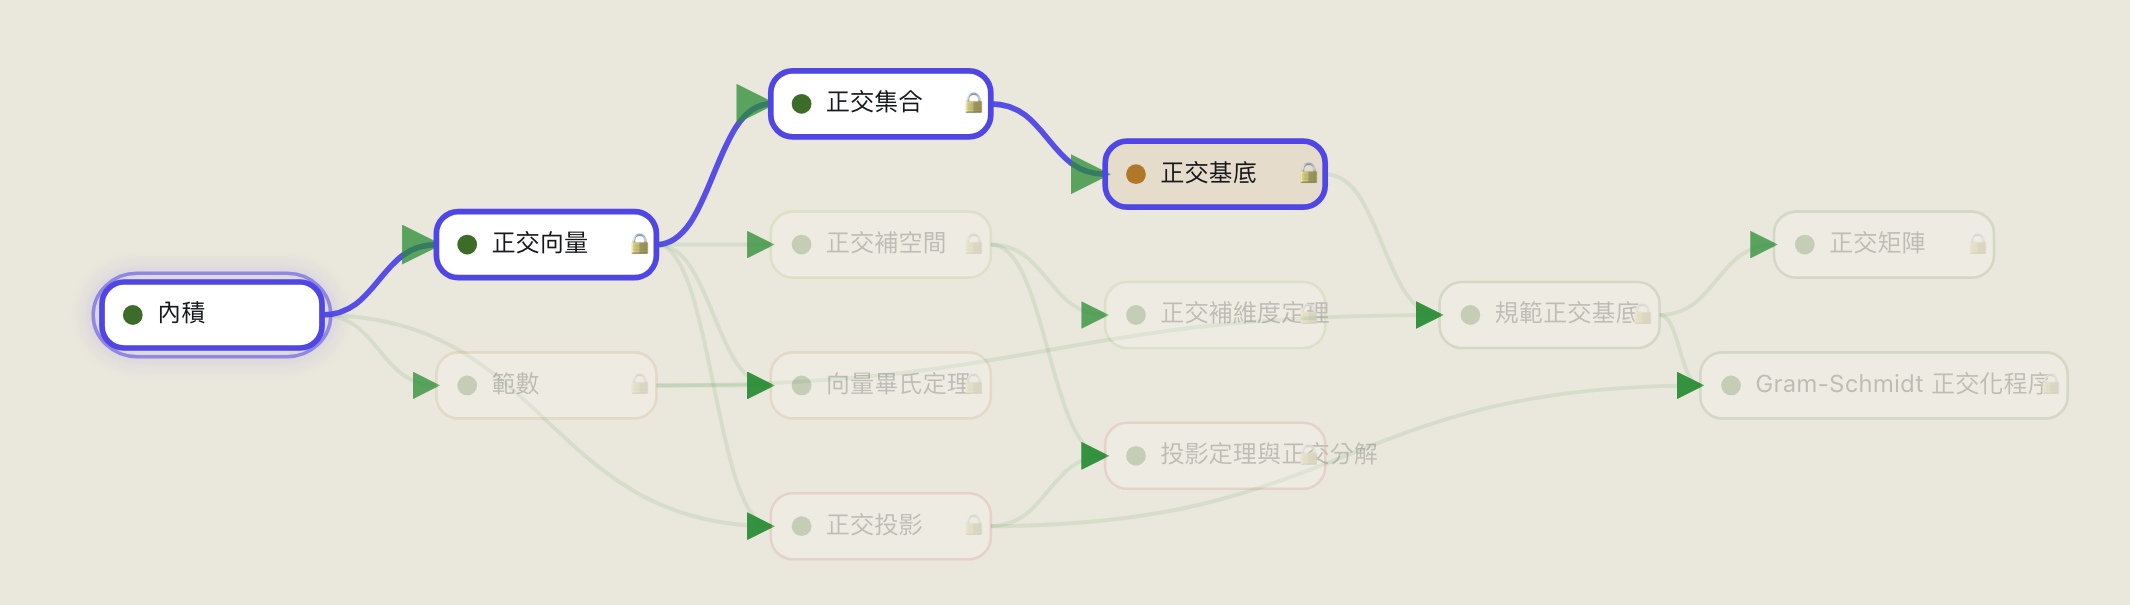 正交集合
正交基底
正交向量
正交補空間
正交矩陣
內積
正交補維度定理
規範正交基底
範數
向量畢氏定理
Gram-Schmidt 正交化程序
投影定理與正交分解
正交投影